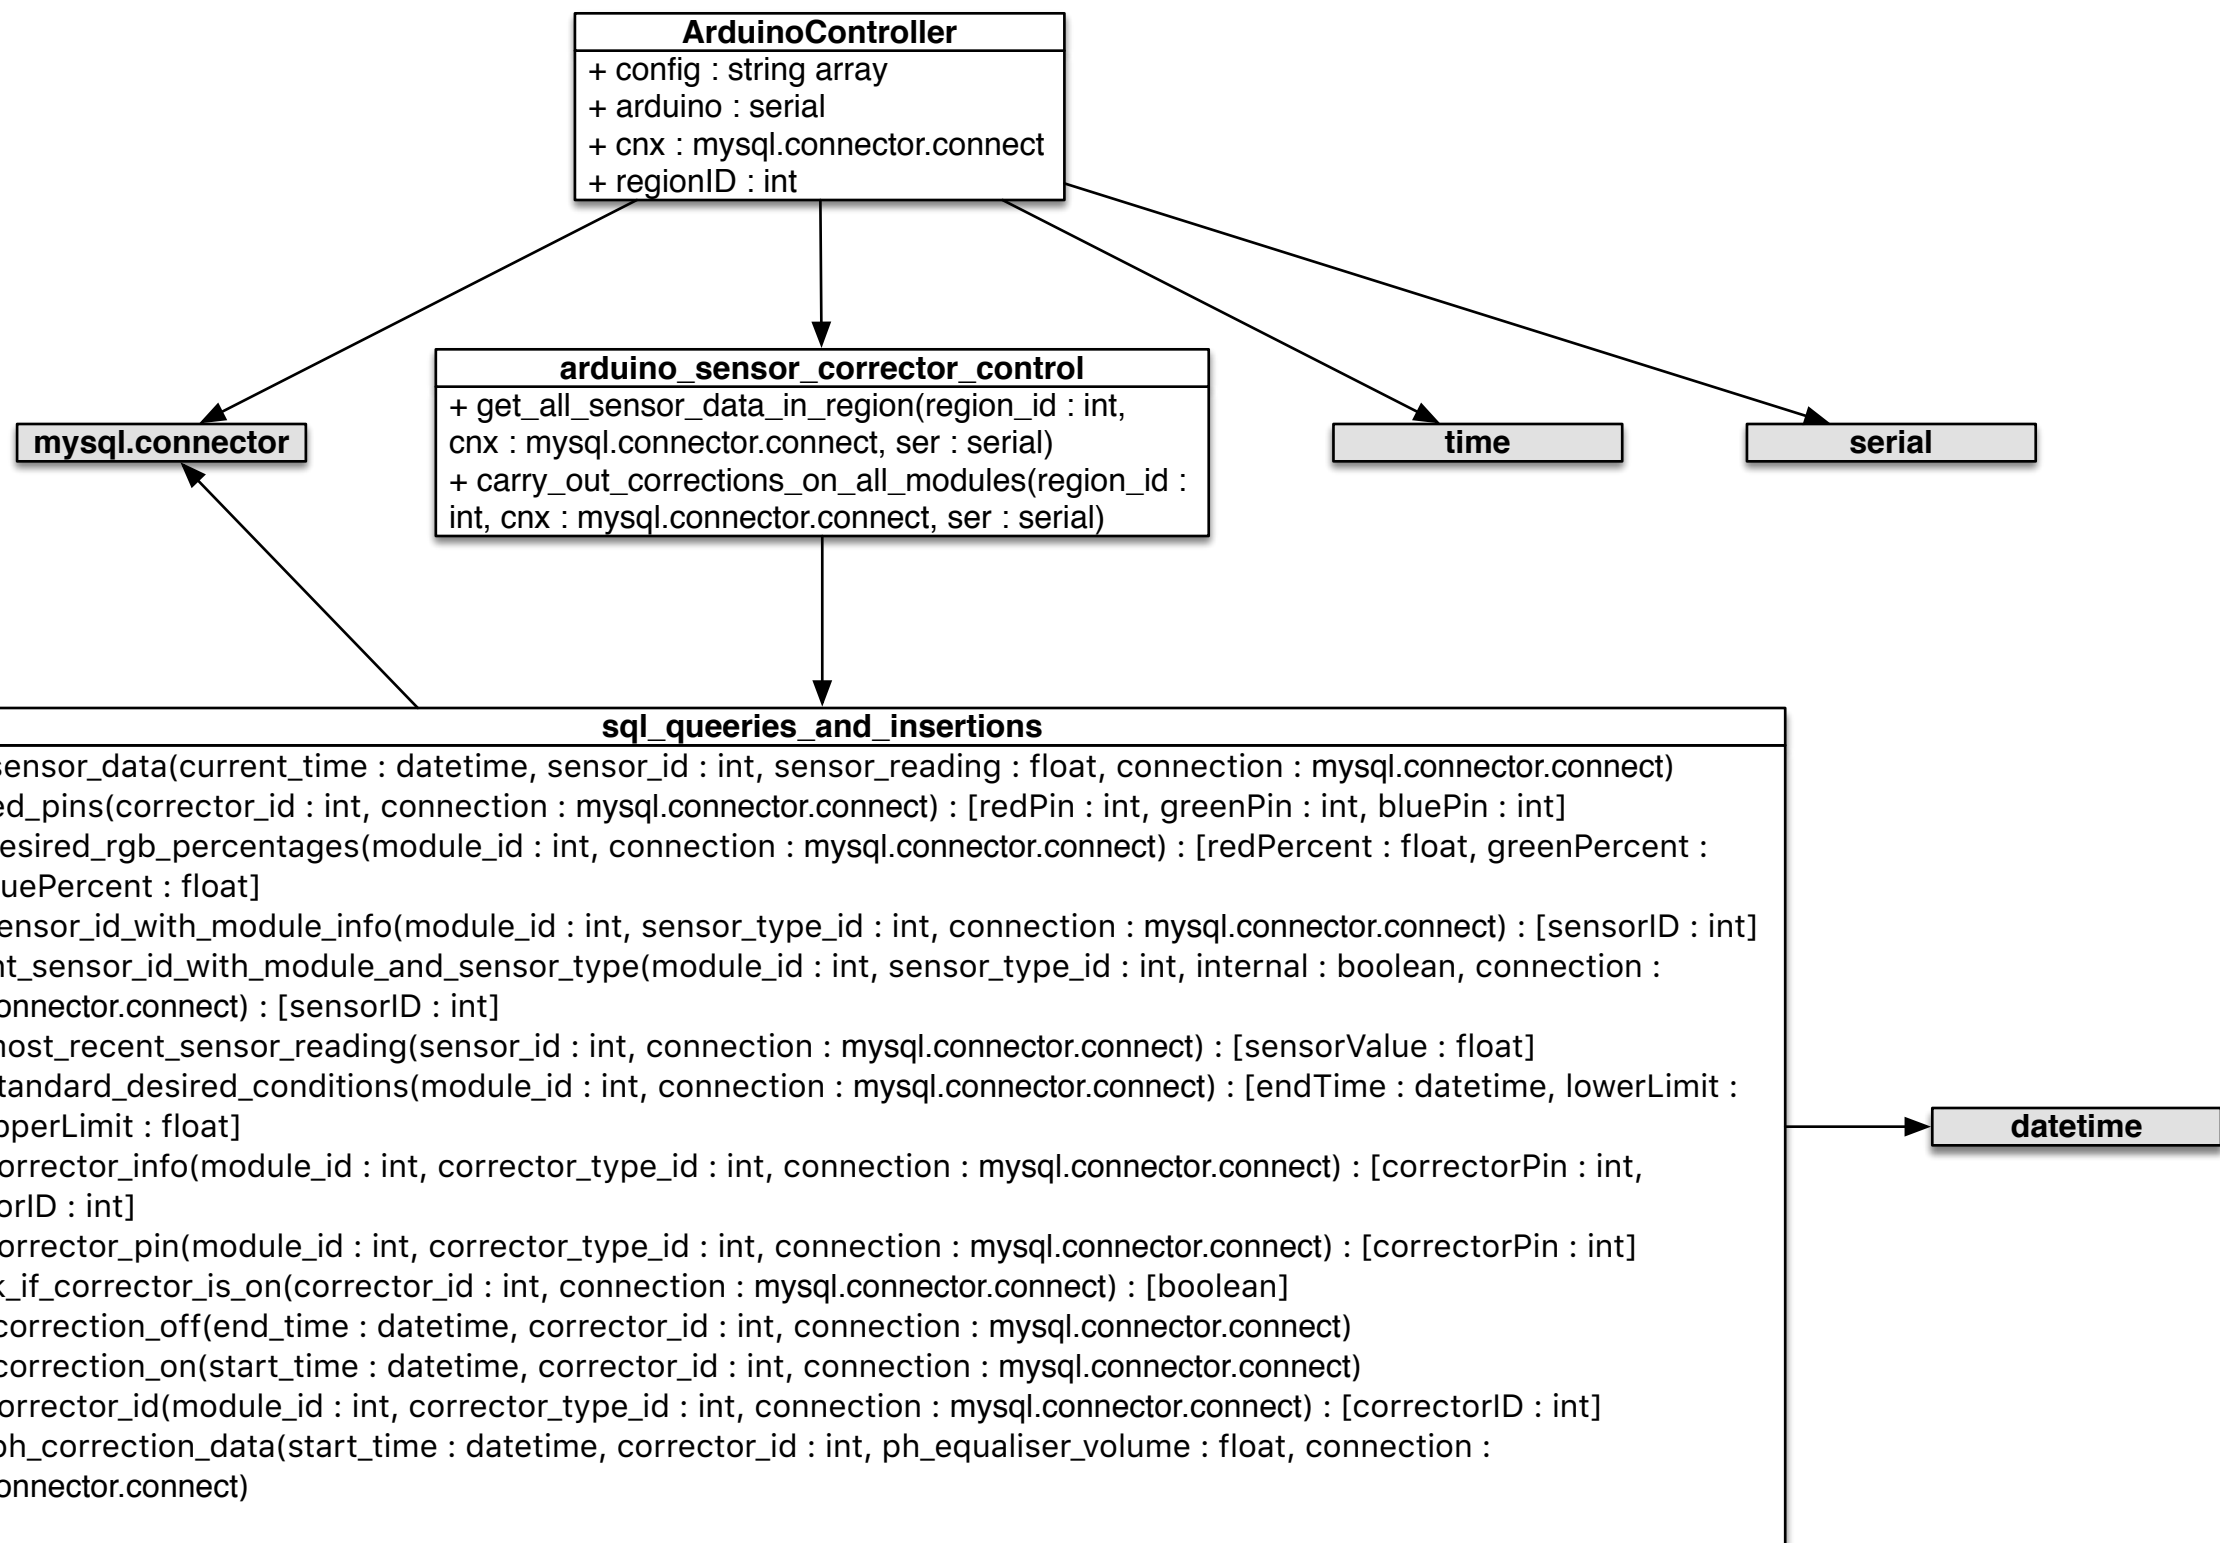 ArduinoController
+ config : string array
+ arduino : serial
+ cnx : mysql.connector.connect
+ regionID : int
arduino_sensor_corrector_control
+ get_all_sensor_data_in_region(region_id : int,
cnx : mysql.connector.connect, ser : serial)
+ carry_out_corrections_on_all_modules(region_id :
int, cnx : mysql.connector.connect, ser : serial)
mysql.connector
time
serial
sql_queeries_and_insertions
sensor_data(current_time : datetime, sensor_id : int, sensor_reading : float, connection : mysql.connector.connect)
ed_pins(corrector_id : int, connection : mysql.connector.connect) : [redPin : int, greenPin : int, bluePin : int]
esired_rgb_percentages(module_id : int, connection : mysql.connector.connect) : [redPercent : float, greenPercent :
uePercent : float]
ensor_id_with_module_info(module_id : int, sensor_type_id : int, connection : mysql.connector.connect) : [sensorID : int]
nt_sensor_id_with_module_and_sensor_type(module_id : int, sensor_type_id : int, internal : boolean, connection :
onnector.connect) : [sensorID : int]
most_recent_sensor_reading(sensor_id : int, connection : mysql.connector.connect) : [sensorValue : float]
tandard_desired_conditions(module_id : int, connection : mysql.connector.connect) : [endTime : datetime, lowerLimit :
pperLimit : float]
orrector_info(module_id : int, corrector_type_id : int, connection : mysql.connector.connect) : [correctorPin : int,
orID : int]
orrector_pin(module_id : int, corrector_type_id : int, connection : mysql.connector.connect) : [correctorPin : int]
k_if_corrector_is_on(corrector_id : int, connection : mysql.connector.connect) : [boolean]
correction_off(end_time : datetime, corrector_id : int, connection : mysql.connector.connect)
correction_on(start_time : datetime, corrector_id : int, connection : mysql.connector.connect)
orrector_id(module_id : int, corrector_type_id : int, connection : mysql.connector.connect) : [correctorID : int]
ph_correction_data(start_time : datetime, corrector_id : int, ph_equaliser_volume : float, connection :
onnector.connect)
datetime